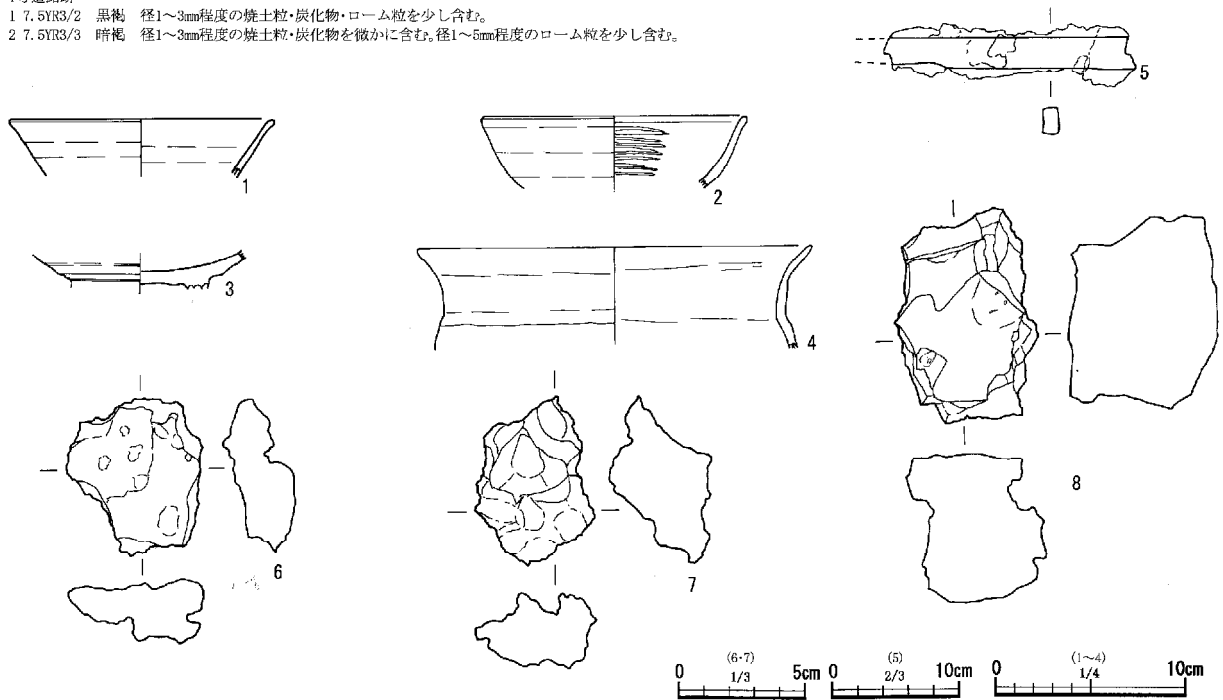 1 7.5YR3/2 黒褐 径1～3mm程度の焼土粒・炭化物・ローム粒を少し含む。
2 7.5YR3/3 暗褐 径1～3mm程度の焼土粒・炭化物を微かに含む。径1～5mm程度のローム粒を少し含む。
5
1
2
3
4
6
7
8
(6・7) (5) (1～4)
0 1/3 5cm 0 2/3 10cm 0 1/4 10cm